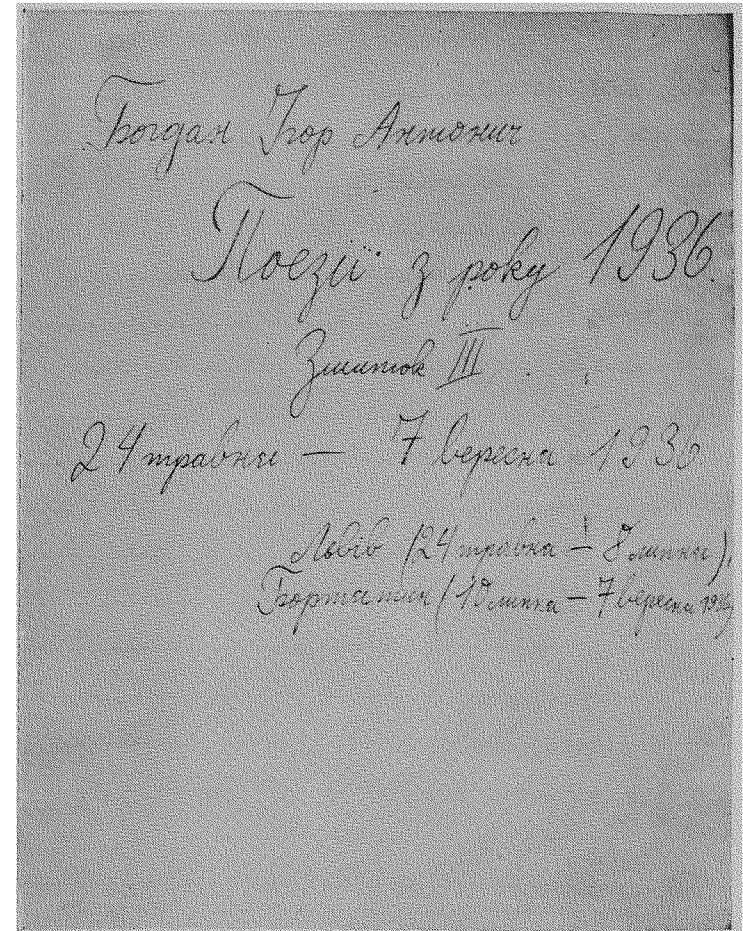 Богдан Ігор Антонич
Поезії з року 1936.
Зшиток III
24 травня — 7 вересня 1936
Львів (24 травня — 8 липня),
Бортятин (10 липня — 7 вересня 1936)